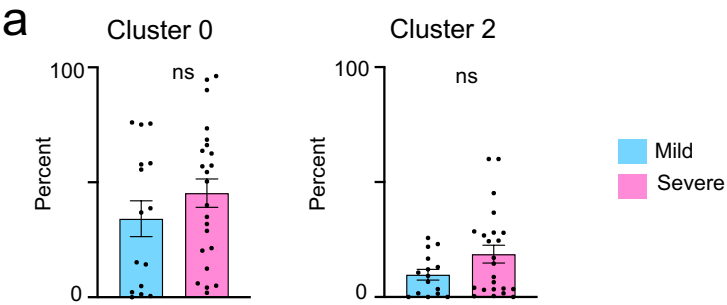 a
Cluster 0
Percent
100
0
ns
Cluster 2
Percent
100
0
ns
Mild
Severe